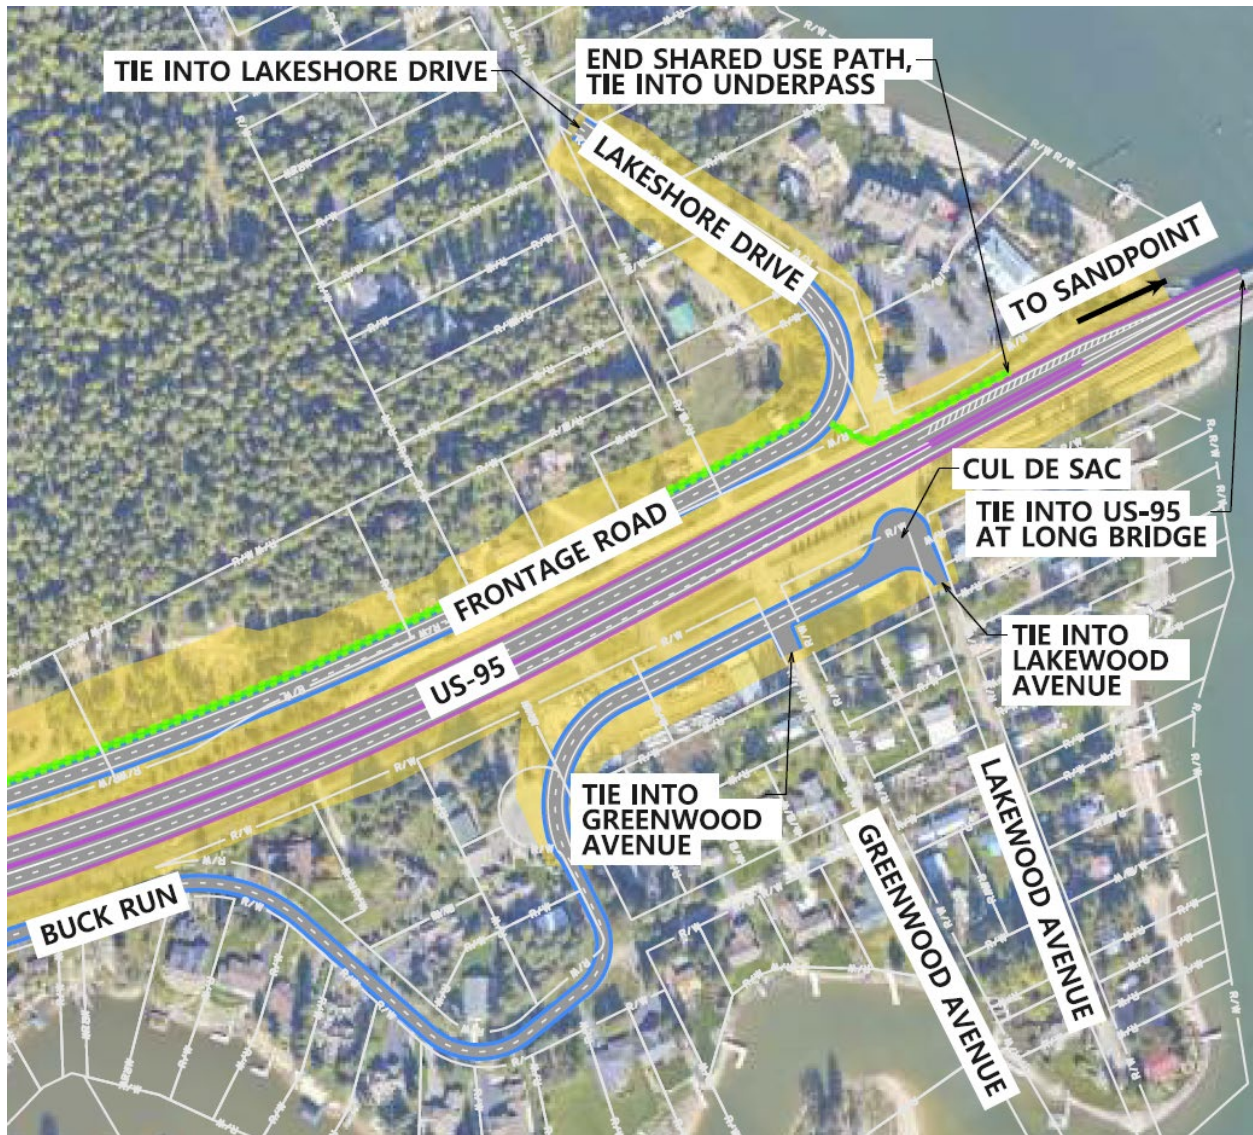 TIE INTO LAKESHORE DRIVE
END SHARED USE PATH,
TIE INTO UNDERPASS
LAKESHORE DRIVE
TO SANDPOINT
CUL DE SAC
TIE INTO US-95
AT LONG BRIDGE
FRONTAGE ROAD
US-95
TIE INTO
LAKEWOOD
AVENUE
TIE INTO
GREENWOOD
AVENUE
BUCK RUN
GREENWOOD AVENUE
LAKEWOOD AVENUE
R/W
R/W
R/W
R/W
R/W
R/W
R/W
R/W
R/W
R/W